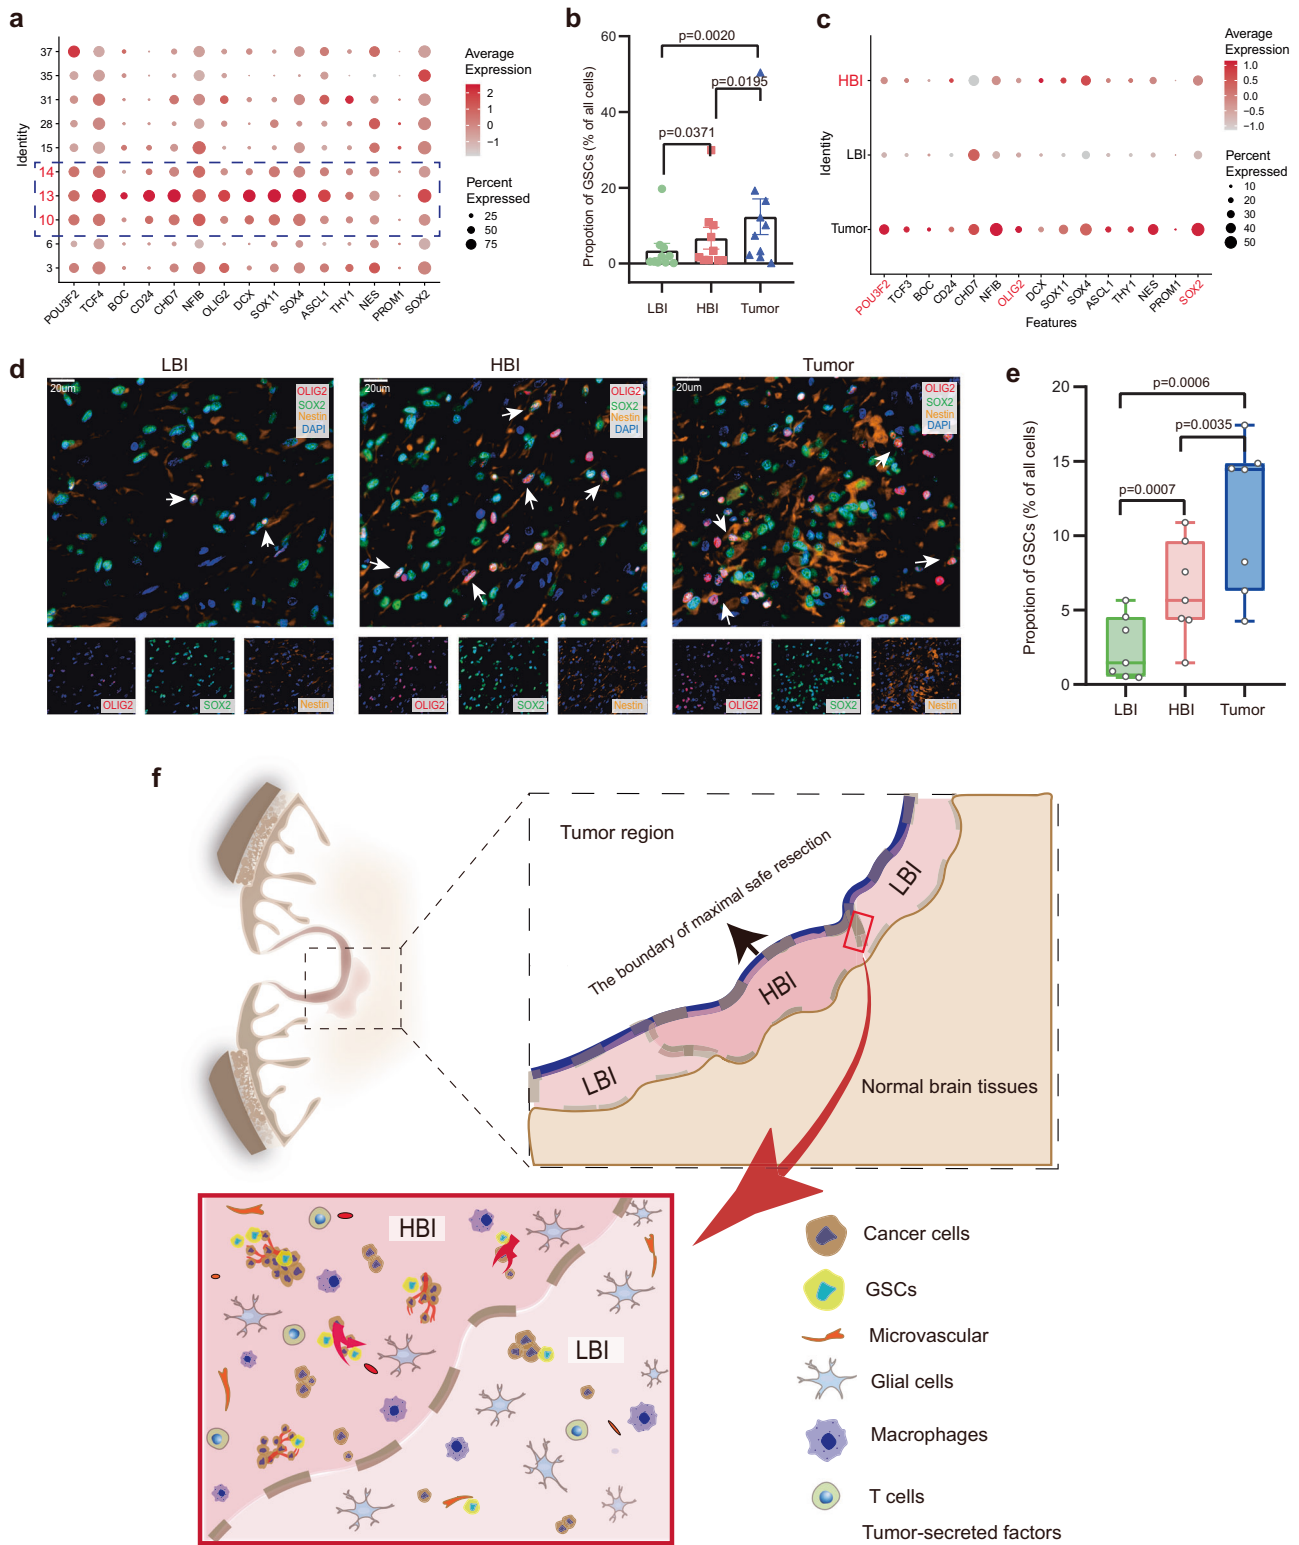 a
Identity
37
35
31
28
15
14
13
10
6
3
POU3F2
TCF4
BOC
CD24
CHD7
NFIB
OLIG2
DCX
SOX11
SOX4
ASCL1
THY1
NES
PROM1
SOX2
Average
Expression
2
1
0
−1
Percent
Expressed
25
50
75
b
Propotion of GSCs (% of all cells)
60
40
20
0
p=0.0020
p=0.0195
p=0.0371
LBI
HBI
Tumor
c
Identity
HBI
LBI
Tumor
POU3F2
TCF3
BOC
CD24
CHD7
NFIB
OLIG2
DCX
SOX11
SOX4
ASCL1
THY1
NES
PROM1
SOX2
Features
Average
Expression
1.0
0.5
0.0
−0.5
−1.0
Percent
Expressed
10
20
30
40
50
d
LBI
20um
OLIG2
SOX2
Nestin
DAPI
OLIG2
SOX2
Nestin
HBI
20um
OLIG2
SOX2
Nestin
DAPI
OLIG2
SOX2
Nestin
Tumor
20um
OLIG2
SOX2
Nestin
DAPI
OLIG2
SOX2
Nestin
e
Propotion of GSCs (% of all cells)
20
15
10
5
0
p=0.0006
p=0.0035
p=0.0007
LBI
HBI
Tumor
f
Tumor region
The boundary of maximal safe resection
LBI
HBI
LBI
Normal brain tissues
HBI
LBI
Cancer cells
GSCs
Microvascular
Glial cells
Macrophages
T cells
Tumor-secreted factors